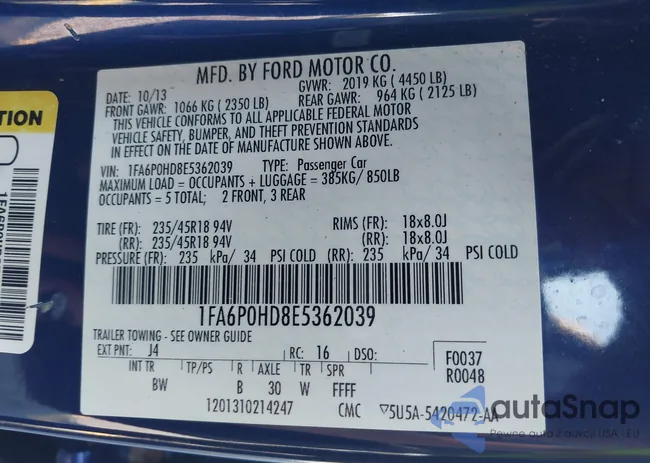 MFD. BY FORD MOTOR CO.
DATE: 10/13 GVWR: 2019 KG ( 4450 LB)
FRONT GAWR: 1066 KG ( 2350 LB) REAR GAWR: 964 KG ( 2125 LB)
THIS VEHICLE CONFORMS TO ALL APPLICABLE FEDERAL MOTOR
VEHICLE SAFETY, BUMPER, AND THEFT PREVENTION STANDARDS
IN EFFECT ON THE DATE OF MANUFACTURE SHOWN ABOVE.
VIN: 1FA6P0HD8E5362039 TYPE: Passenger Car
MAXIMUM LOAD = OCCUPANTS + LUGGAGE = 385KG/ 850LB
OCCUPANTS = 5 TOTAL; 2 FRONT, 3 REAR
TIRE (FR): 235/45R18 94V RIMS (FR): 18x8.0J
(RR): 235/45R18 94V (RR): 18x8.0J
PRESSURE (FR): 235 kPa/ 34 PSI COLD (RR): 235 kPa/ 34 PSI COLD
1FA6P0HD8E5362039
TRAILER TOWING - SEE OWNER GUIDE
EXT PNT: J4 RC: 16 DSO: F0037
INT TR TP/PS R AXLE TR SPR R0048
BW B 30 W FFFF
1201310214247 CMC ▽5U5A-5420472-AA
TION
autoSnap
Pewne auta z aukcji USA - EU